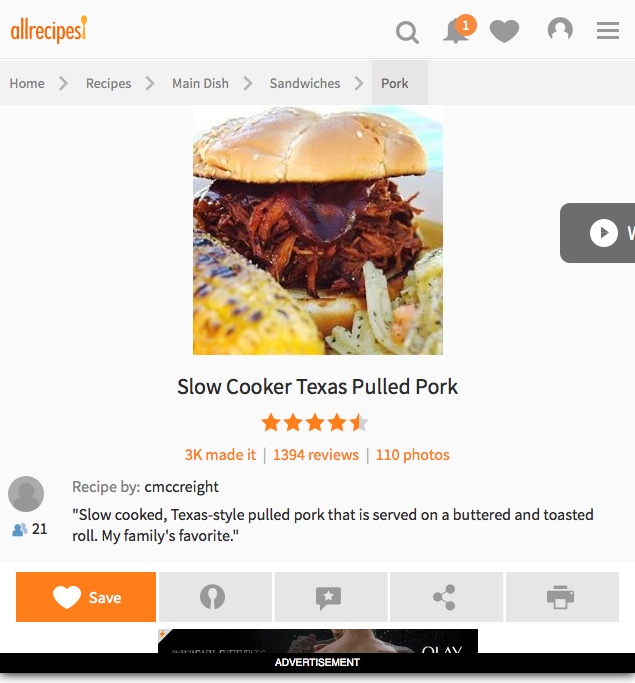 allrecipes
1
Home Recipes Main Dish Sandwiches Pork
W
Slow Cooker Texas Pulled Pork
3K made it | 1394 reviews | 110 photos
Recipe by: cmccreight
21
"Slow cooked, Texas-style pulled pork that is served on a buttered and toasted
roll. My family's favorite."
Save
OLAY
ADVERTISEMENT